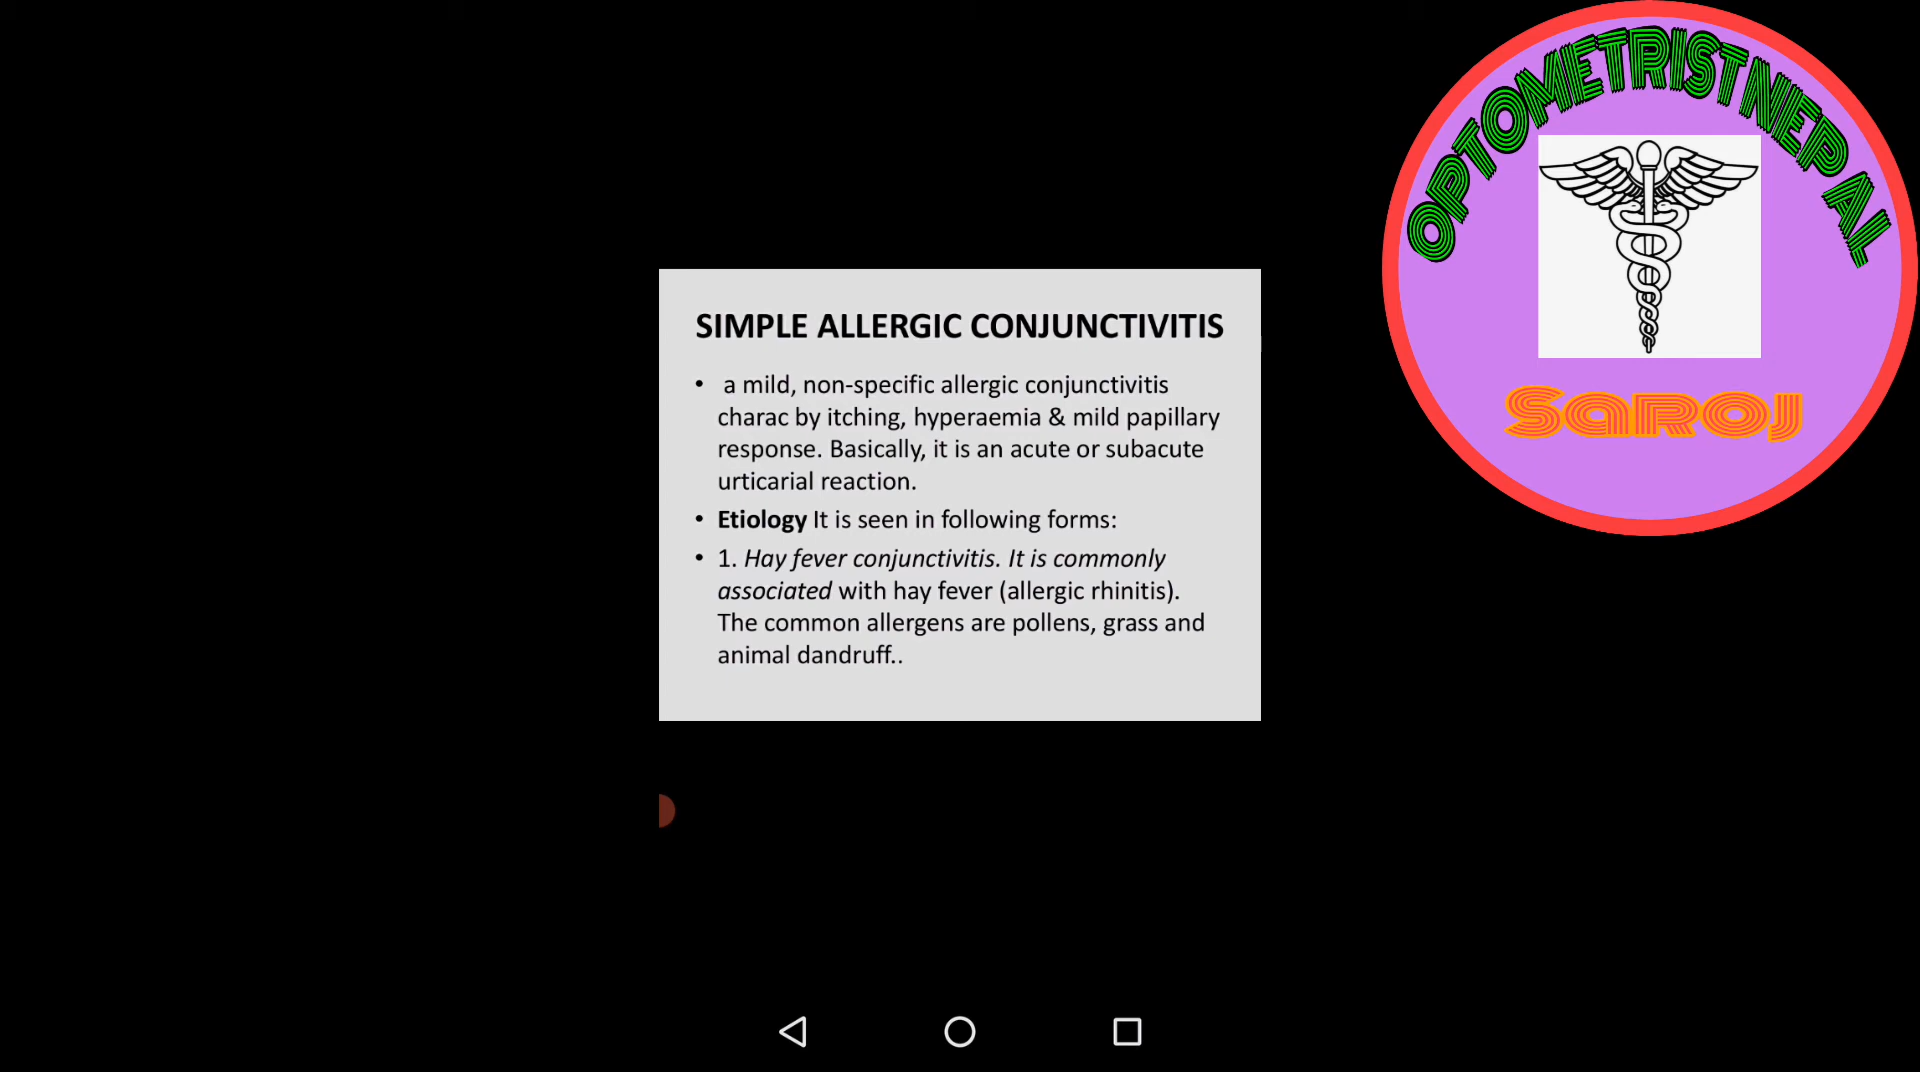 SIMPLE ALLERGIC CONJUNCTIVITIS
• a mild, non-specific allergic conjunctivitis
charac by itching, hyperaemia & mild papillary
response. Basically, it is an acute or subacute
urticarial reaction.
• Etiology It is seen in following forms:
• 1. Hay fever conjunctivitis. It is commonly
associated with hay fever (allergic rhinitis).
The common allergens are pollens, grass and
animal dandruff..
OPTOMETRISTNEPAL
Saroj